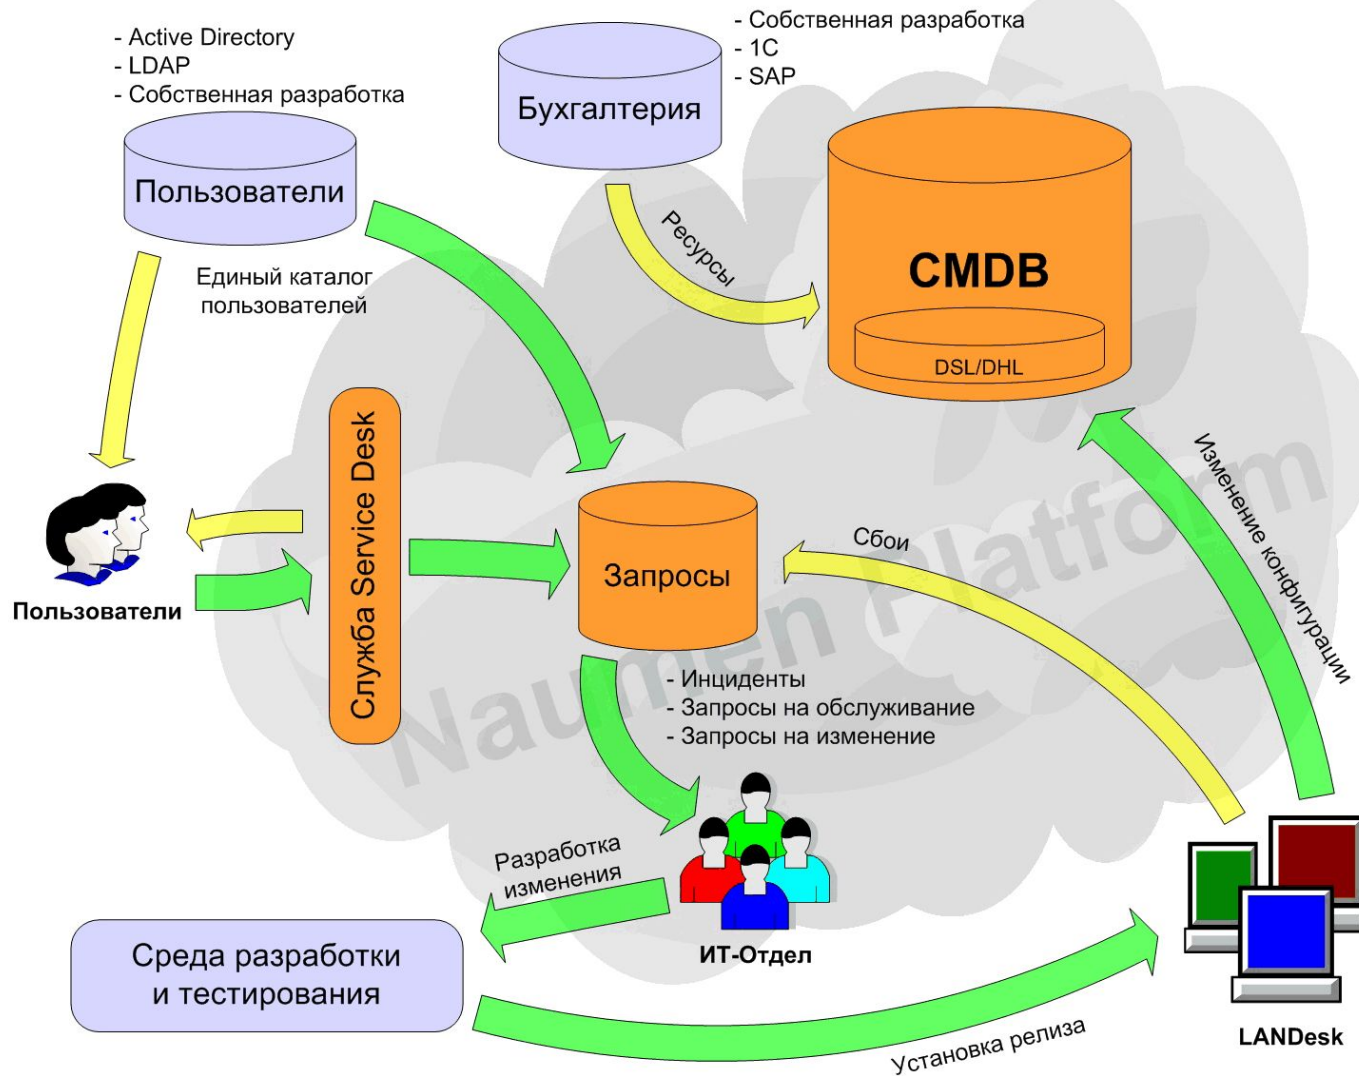 - Active Directory
- LDAP
- Собственная разработка
Пользователи
- Собственная разработка
- 1С
- SAP
Бухгалтерия
Единый каталог
пользователей
Ресурсы
CMDB
DSL/DHL
Служба Service Desk
Пользователи
Запросы
Сбои
Изменение конфигурации
- Инциденты
- Запросы на обслуживание
- Запросы на изменение
Naumen Platform
Разработка
изменения
ИТ-Отдел
Среда разработки
и тестирования
Установка релиза
LANDesk